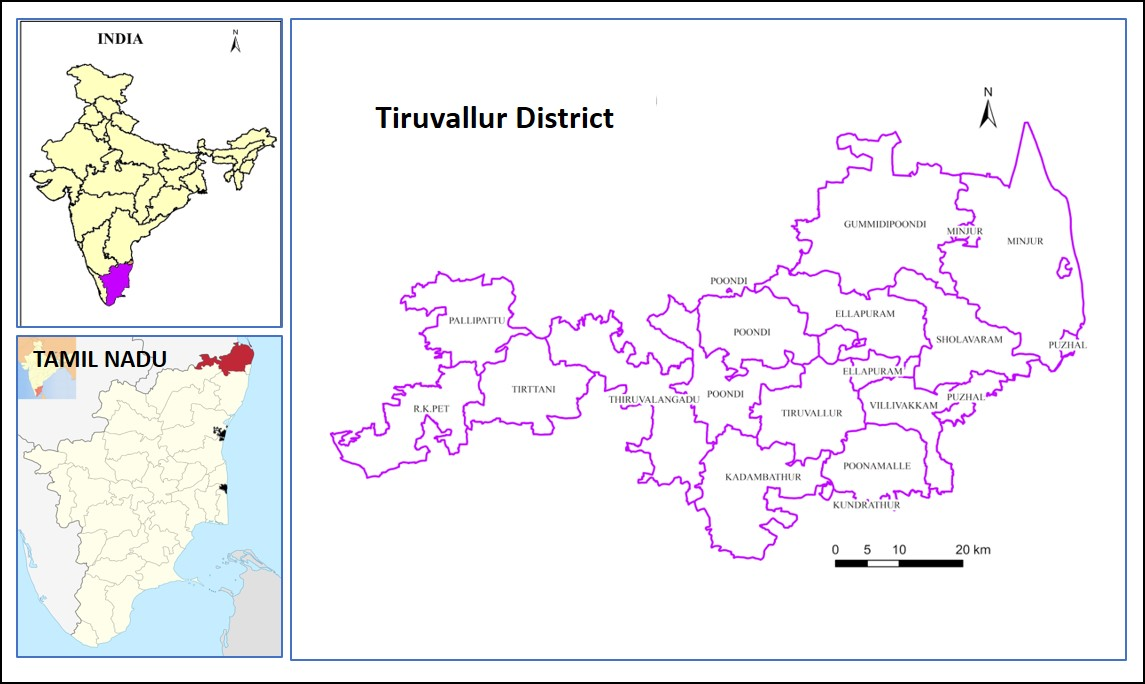 INDIA
N
TAMIL NADU
Tiruvallur District
N
GUMMIDIPOONDI
MINJUR
MINJUR
POONDI
ELLAPURAM
PALLIPATTU
POONDI
SHOLAVARAM
PUZHAL
ELLAPURAM
TIRTTANI
THIRUVALANGADU
POONDI
PUZHAL
R.K.PET
TIRUVALLUR
VILLIVAKKAM
POONAMALLE
KADAMBATHUR
KUNDRATHUR
0 5 10 20 km